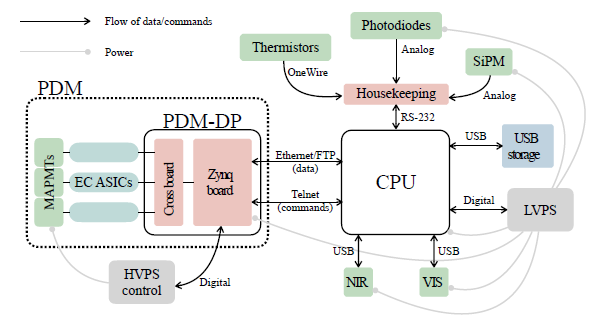 Flow of data/commands
Power
Photodiodes
Thermistors
Analog
SiPM
OneWire
Housekeeping
Analog
RS-232
PDM
PDM-DP
MAPMTs
EC ASICs
Cross board
Zynq
board
Ethernet/FTP
(data)
Telnet
(commands)
CPU
USB
USB
storage
Digital
LVPS
USB
USB
NIR
VIS
HVPS
control
Digital